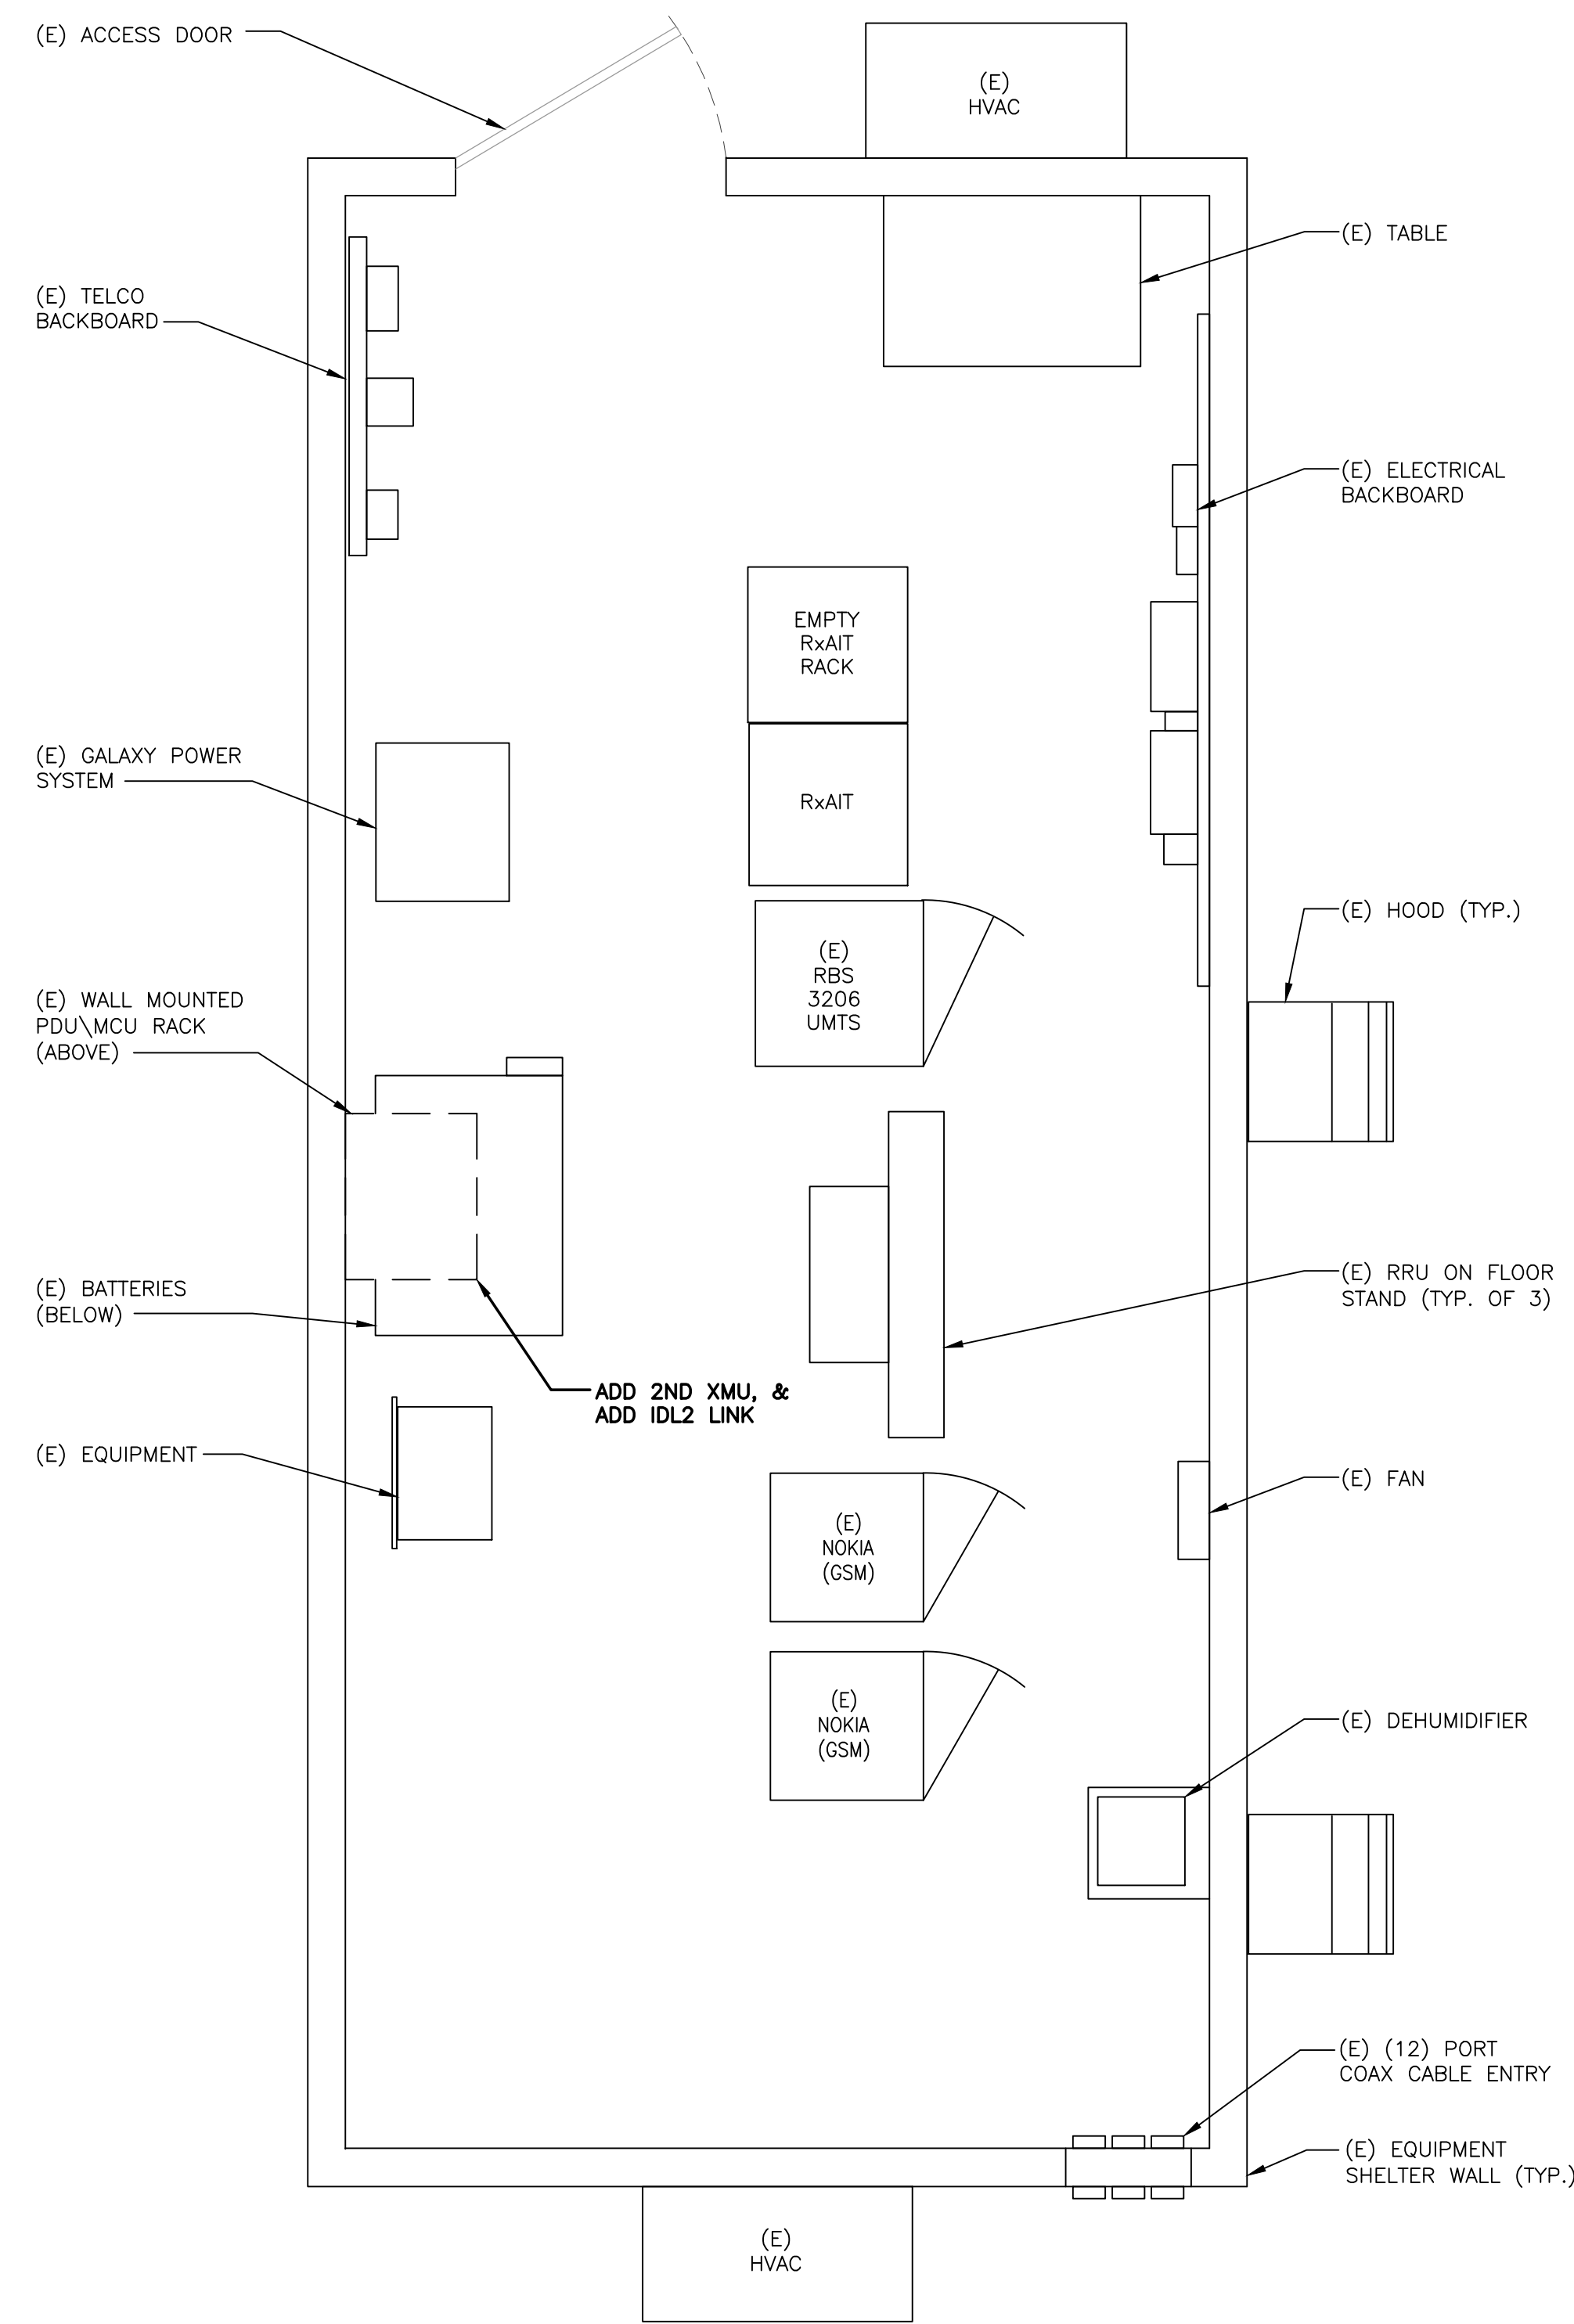 (E) ACCESS DOOR
(E)
HVAC
(E) TABLE
(E) TELCO
BACKBOARD
(E) ELECTRICAL
BACKBOARD
EMPTY
RxAIT
RACK
(E) GALAXY POWER
SYSTEM
RxAIT
(E) HOOD (TYP.)
(E)
RBS
3206
UMTS
(E) WALL MOUNTED
PDU\MCU RACK
(ABOVE)
(E) RRU ON FLOOR
STAND (TYP. OF 3)
(E) BATTERIES
(BELOW)
ADD 2ND XMU, &
ADD IDL2 LINK
(E) EQUIPMENT
(E) FAN
(E)
NOKIA
(GSM)
(E)
NOKIA
(GSM)
(E) DEHUMIDIFIER
(E) (12) PORT
COAX CABLE ENTRY
(E) EQUIPMENT
SHELTER WALL (TYP.)
(E)
HVAC